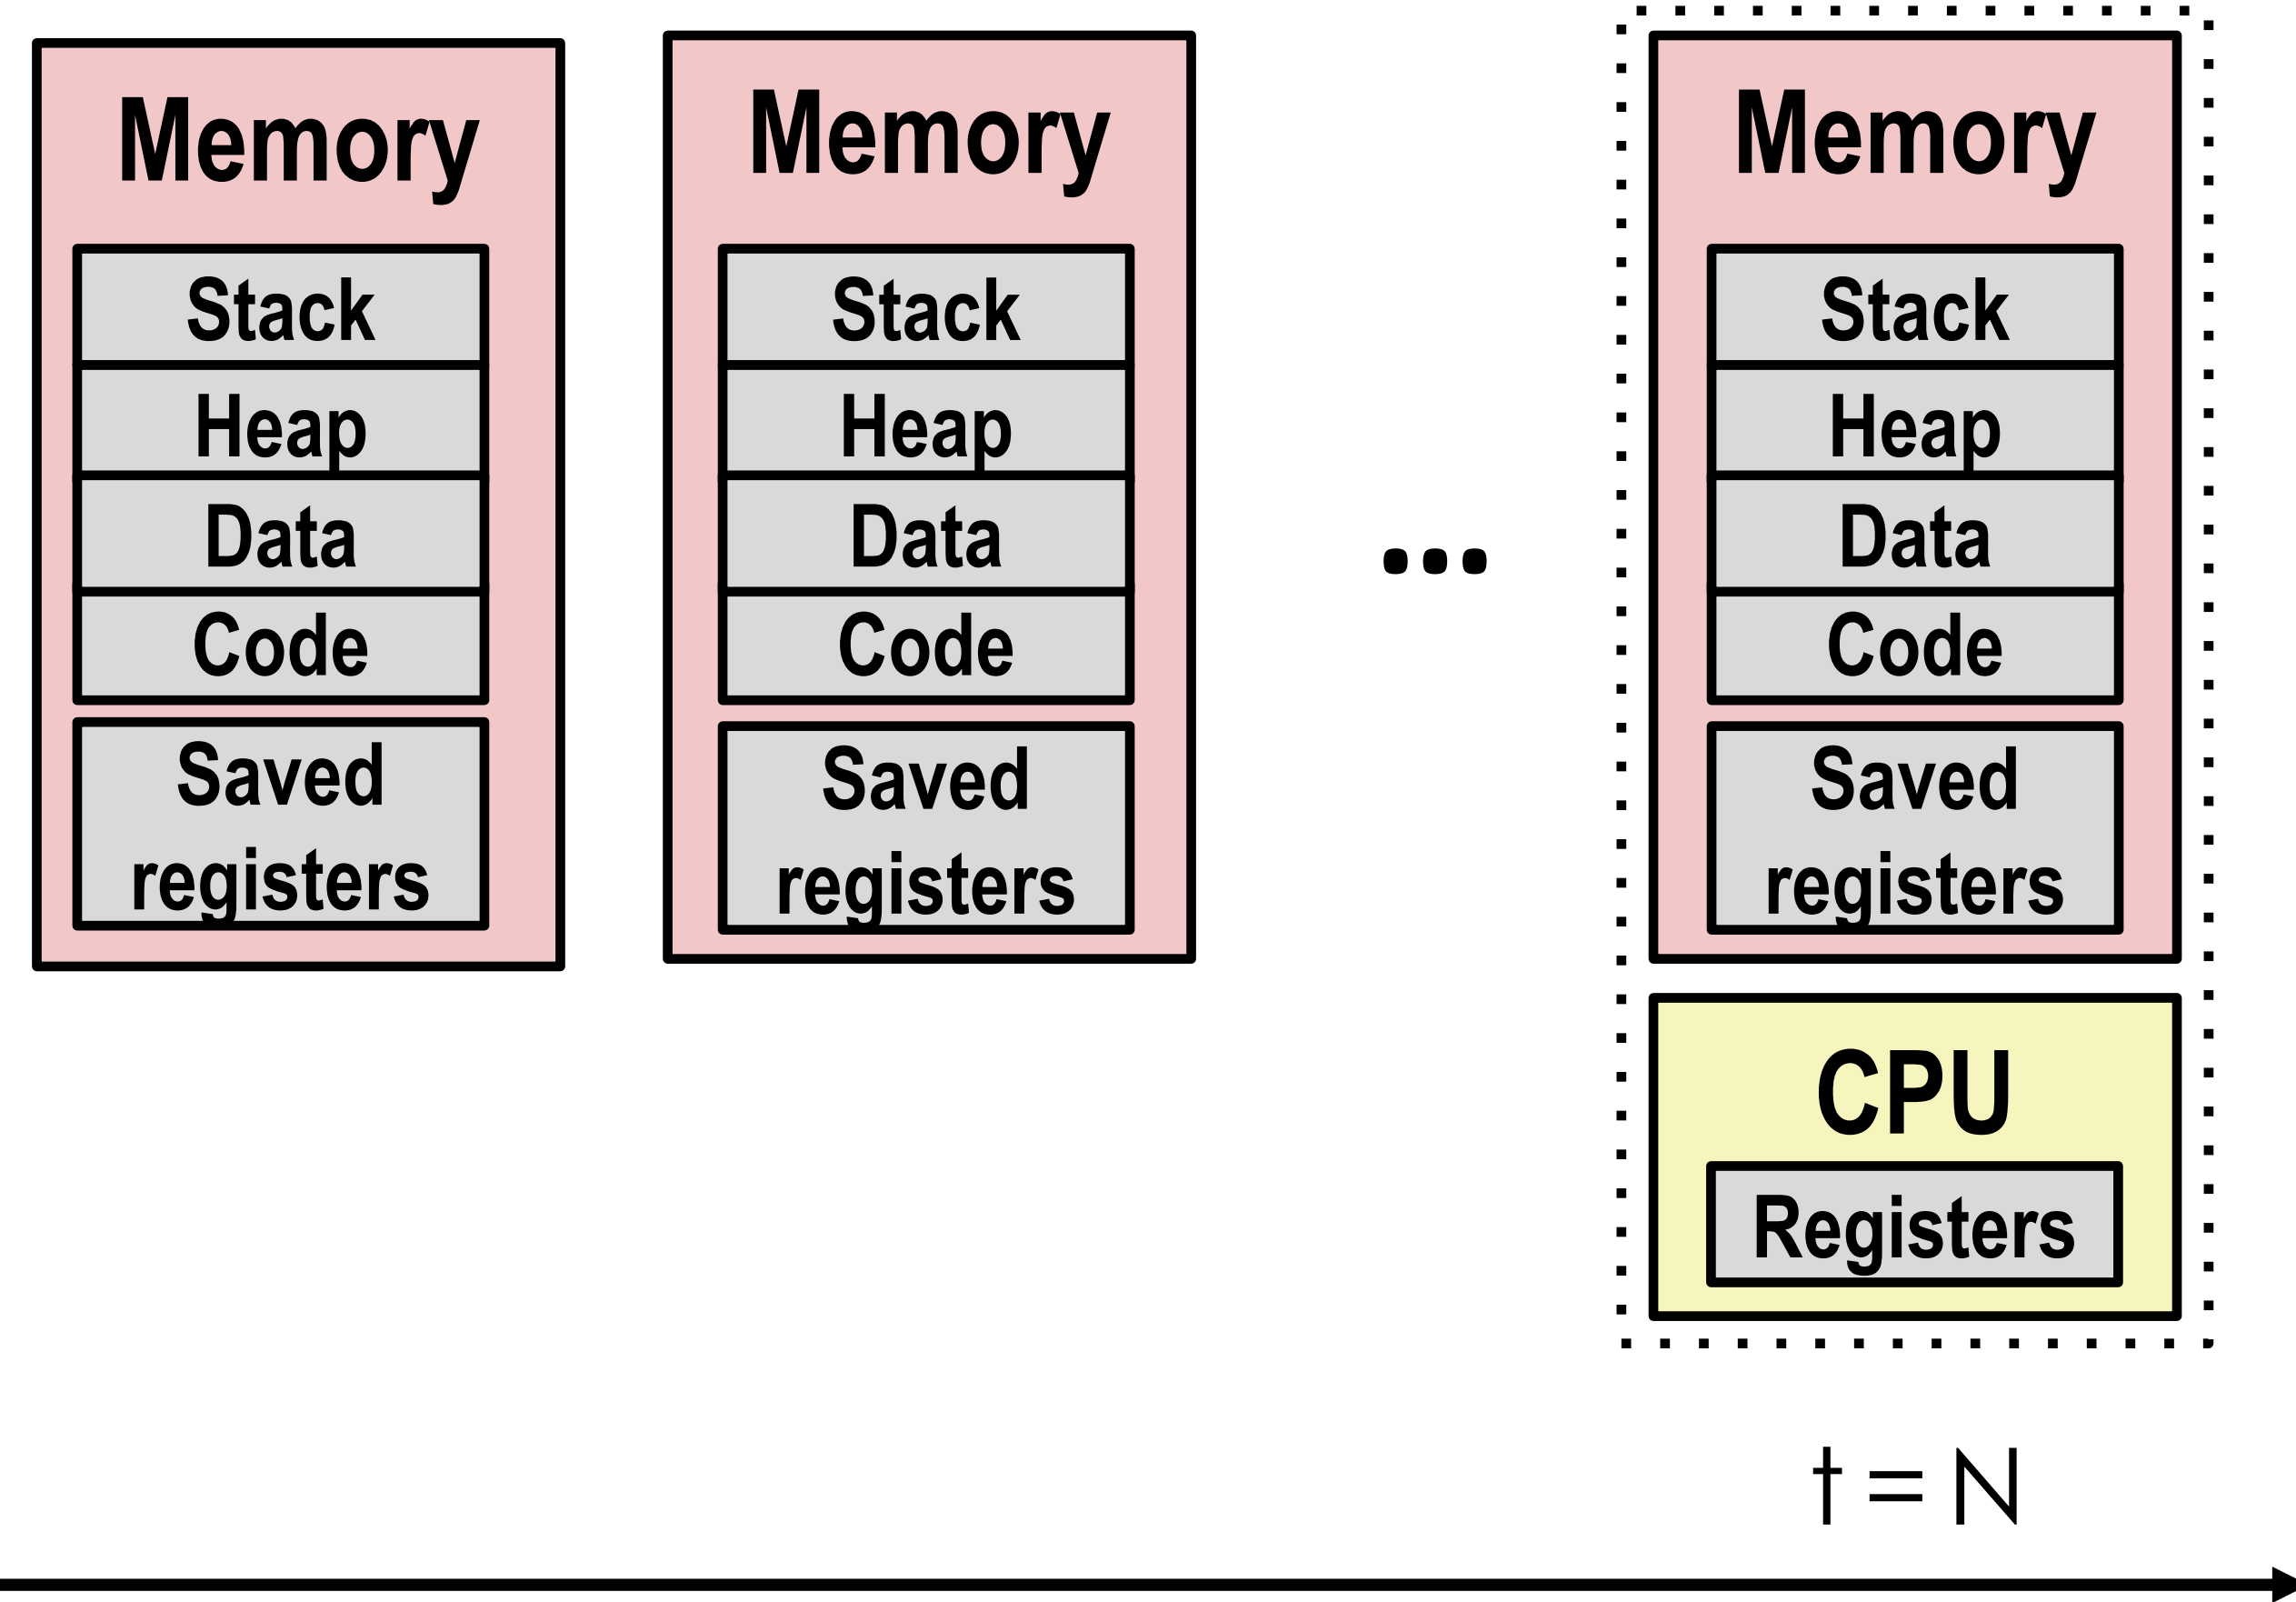 Memory
Stack
Heap
Data
Code
Saved
registers
Memory
Stack
Heap
Data
Code
Saved
registers
...
Memory
Stack
Heap
Data
Code
Saved
registers
CPU
Registers
t = N